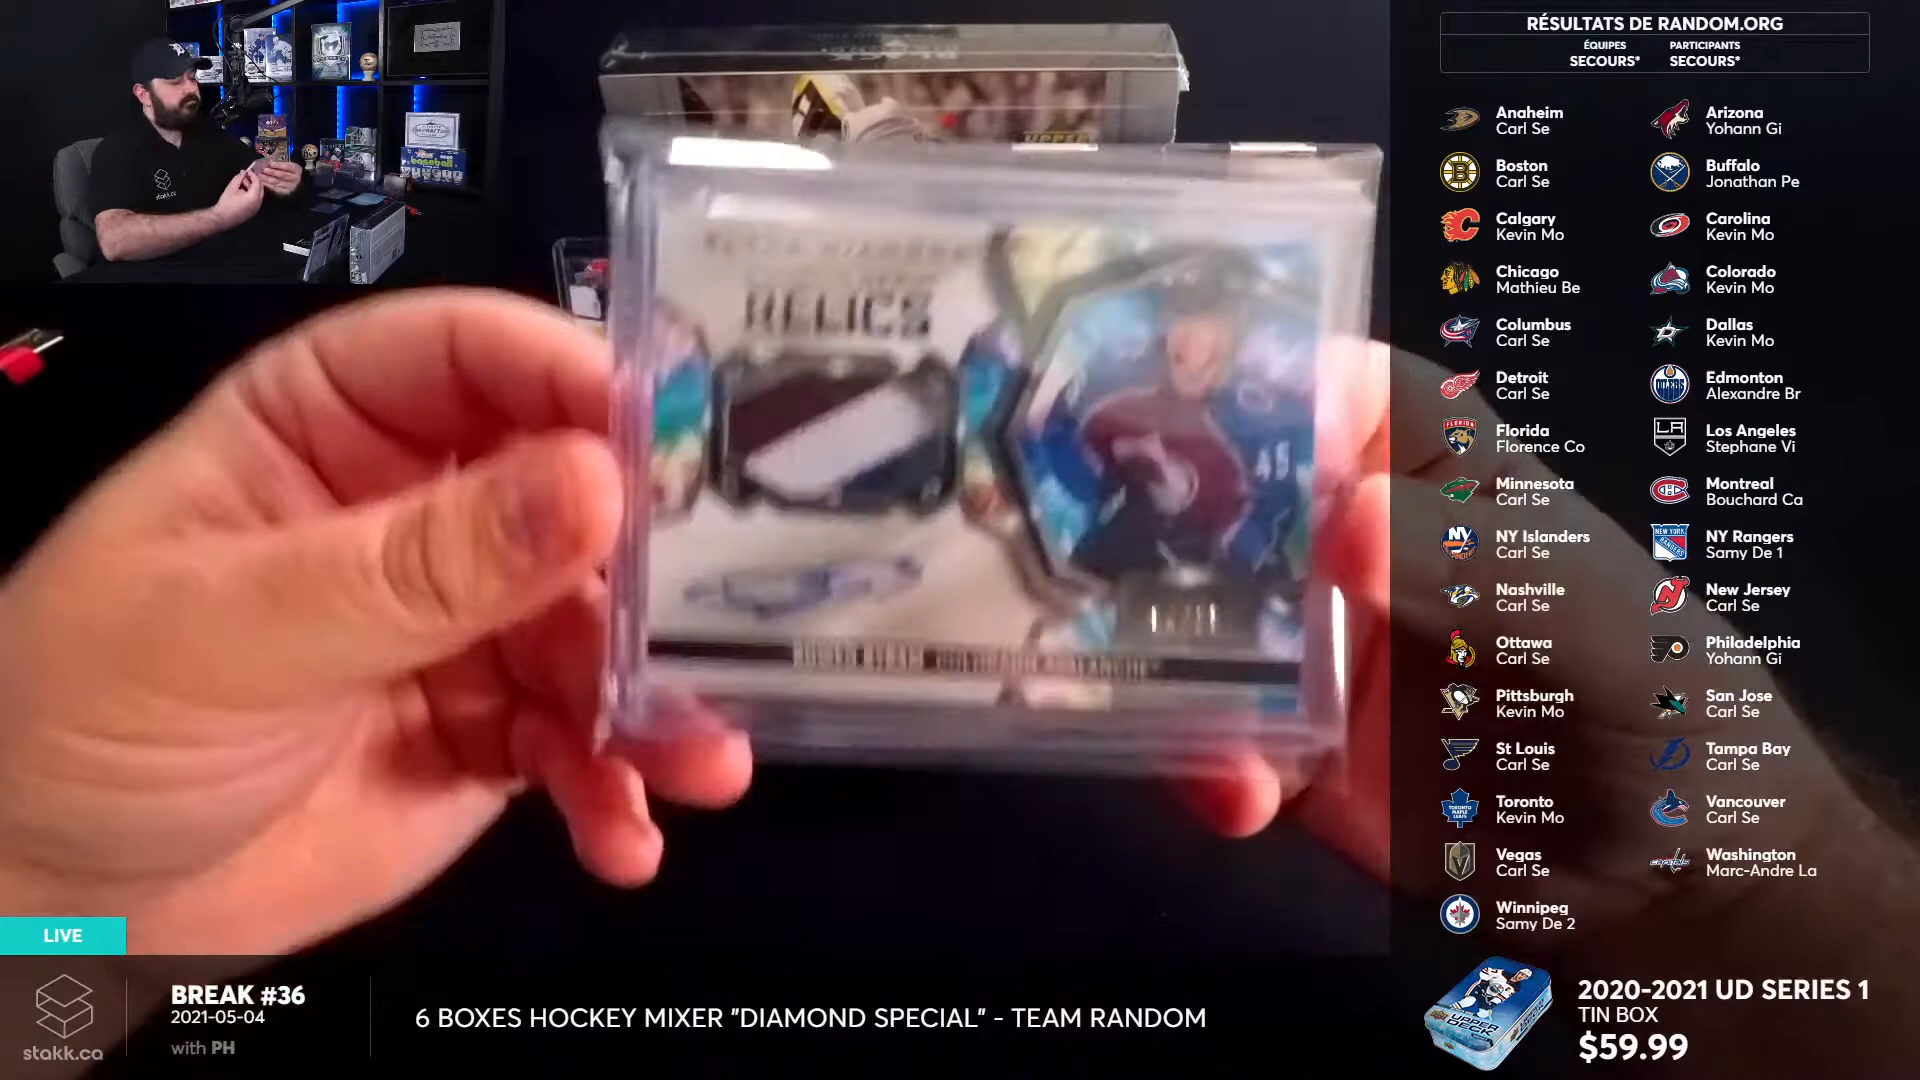 RÉSULTATS DE RANDOM.ORG
ÉQUIPES PARTICIPANTS
SECOURS* SECOURS*
Anaheim
Carl Se
Arizona
Yohann Gi
Boston
Carl Se
Buffalo
Jonathan Pe
Calgary
Kevin Mo
Carolina
Kevin Mo
Chicago
Mathieu Be
Colorado
Kevin Mo
Columbus
Carl Se
Dallas
Kevin Mo
Detroit
Carl Se
Edmonton
Alexandre Br
Florida
Florence Co
Los Angeles
Stephane Vi
Minnesota
Carl Se
Montreal
Bouchard Ca
NY Islanders
Carl Se
NY Rangers
Samy De 1
Nashville
Carl Se
New Jersey
Carl Se
Ottawa
Carl Se
Philadelphia
Yohann Gi
Pittsburgh
Kevin Mo
San Jose
Carl Se
St Louis
Carl Se
Tampa Bay
Carl Se
Toronto
Kevin Mo
Vancouver
Carl Se
Vegas
Carl Se
Washington
Marc-Andre La
Winnipeg
Samy De 2
RELICS
49
UPPER
baseball
stakk.ca
LIVE
stakk.ca
BREAK #36
2021-05-04
with PH
6 BOXES HOCKEY MIXER "DIAMOND SPECIAL" - TEAM RANDOM
UPPER DECK
2020-2021 UD SERIES 1
TIN BOX
$59.99